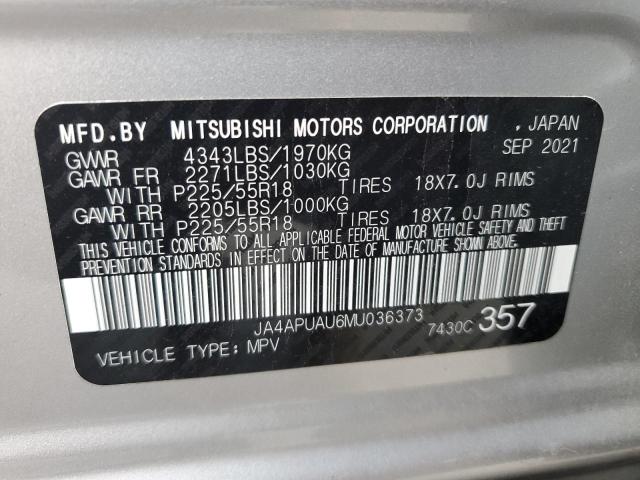 MFD.BY MITSUBISHI MOTORS CORPORATION , JAPAN
GVWR 4343LBS/1970KG SEP 2021
GAWR FR 2271LBS/1030KG
WITH P225/55R18 TIRES 18X7.0J RIMS
GAWR RR 2205LBS/1000KG
WITH P225/55R18 TIRES 18X7.0J RIMS
THIS VEHICLE CONFORMS TO ALL APPLICABLE FEDERAL MOTOR VEHICLE SAFETY AND THEFT
PREVENTION STANDARDS IN EFFECT ON THE DATE OF MANUFACTURE SHOWN ABOVE.
JA4APUAU6MU036373 7430C 357
VEHICLE TYPE: MPV